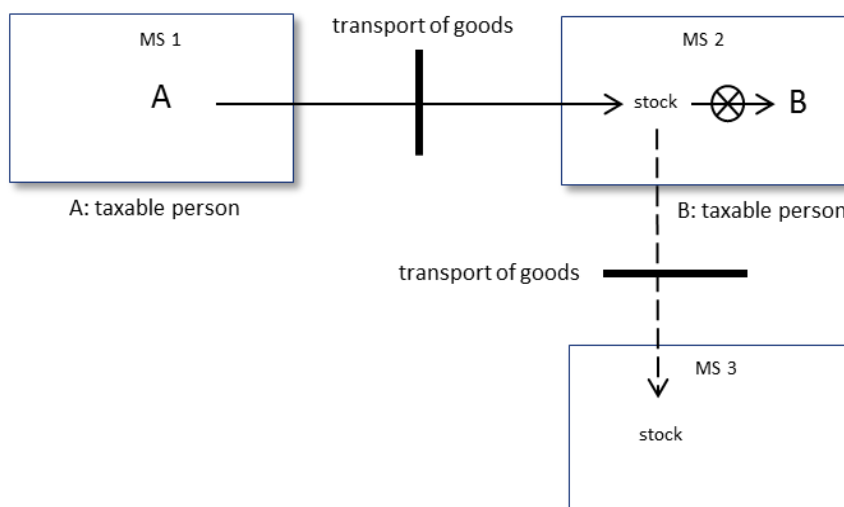 transport of goods
MS 1
MS 2
A
stock
B
A: taxable person
B: taxable person
transport of goods
MS 3
stock